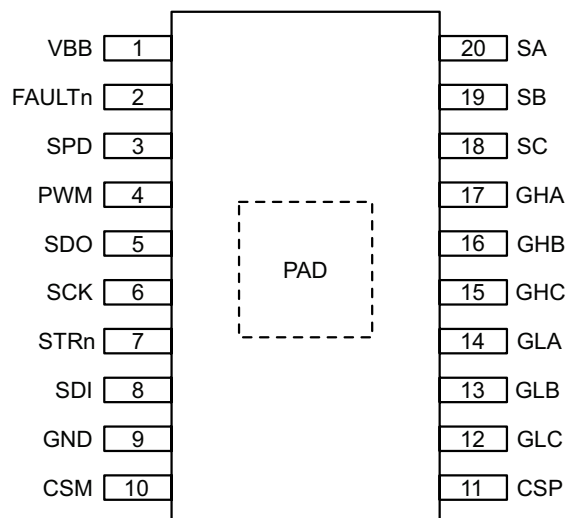 VBB 1 20 SA
FAULTn 2 19 SB
SPD 3 18 SC
PWM 4 17 GHA
SDO 5 16 GHB
PAD
SCK 6 15 GHC
STRn 7 14 GLA
SDI 8 13 GLB
GND 9 12 GLC
CSM 10 11 CSP